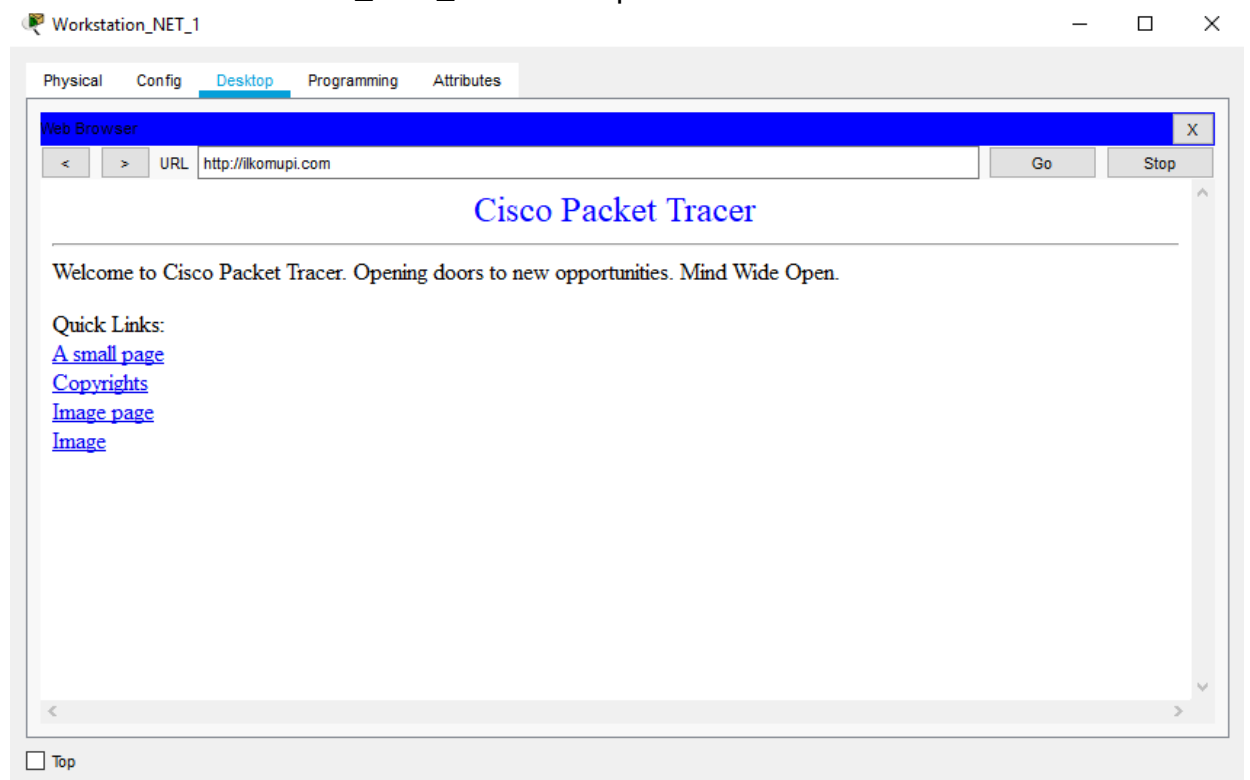 Workstation_NET_1
Physical Config Desktop Programming Attributes
Web Browser X
< > URL http://ilkomupi.com Go Stop
Cisco Packet Tracer
Welcome to Cisco Packet Tracer. Opening doors to new opportunities. Mind Wide Open.
Quick Links:
A small page
Copyrights
Image page
Image
Top